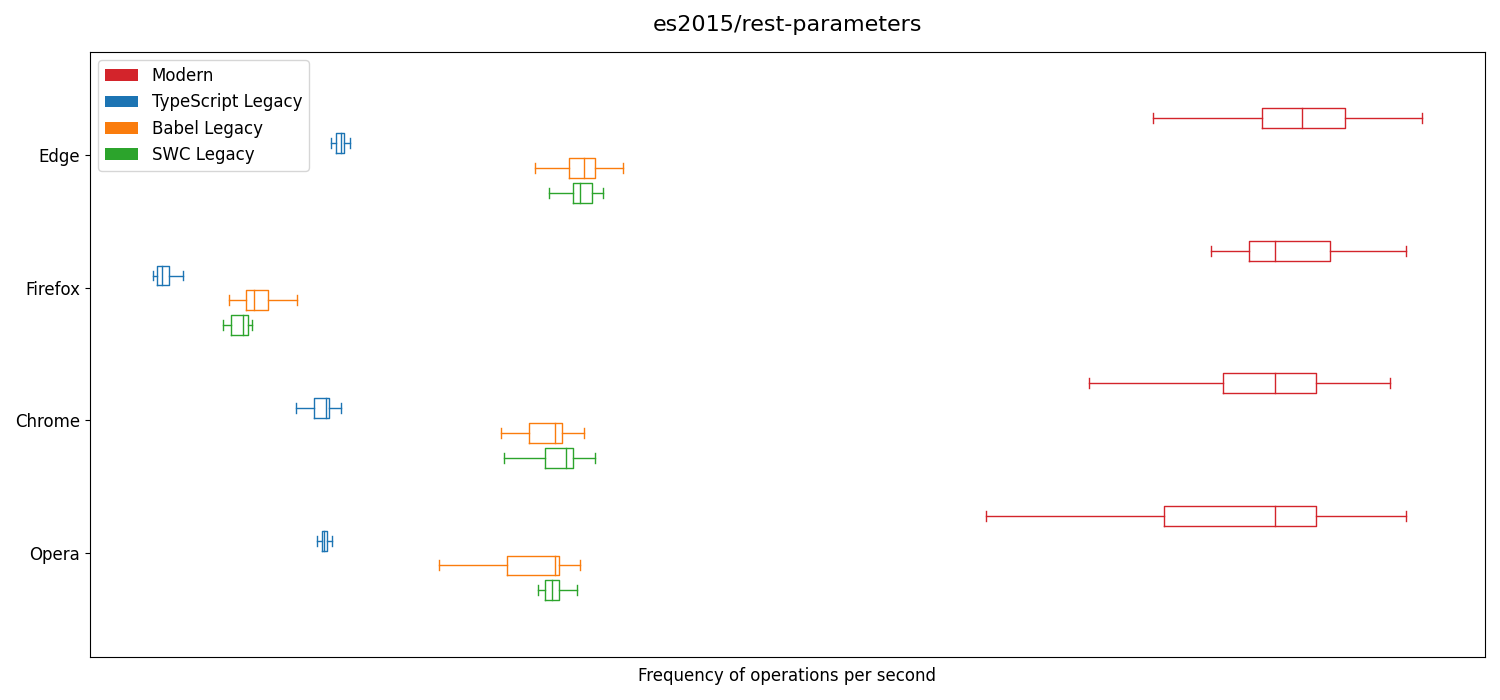 es2015/rest-parameters
Modern
TypeScript Legacy
Babel Legacy
SWC Legacy
Edge
Firefox
Chrome
Opera
Frequency of operations per second